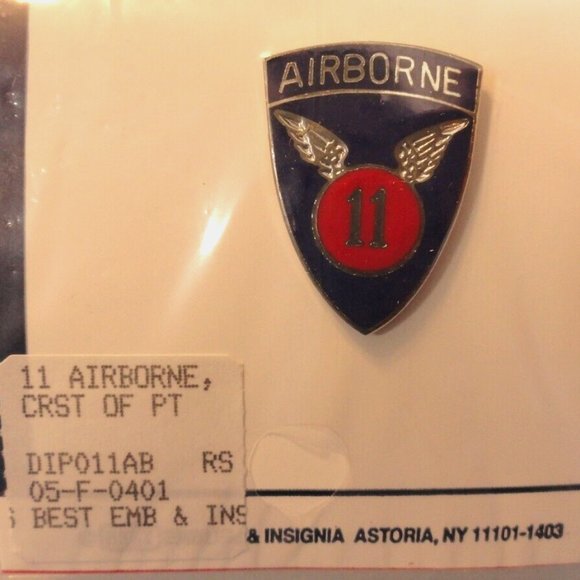 AIRBORNE
11
11 AIRBORNE,
CRST OF PT
DIP011AB RS
05-F-0401
BEST EMB & INS
& INSIGNIA ASTORIA, NY 11101-1403